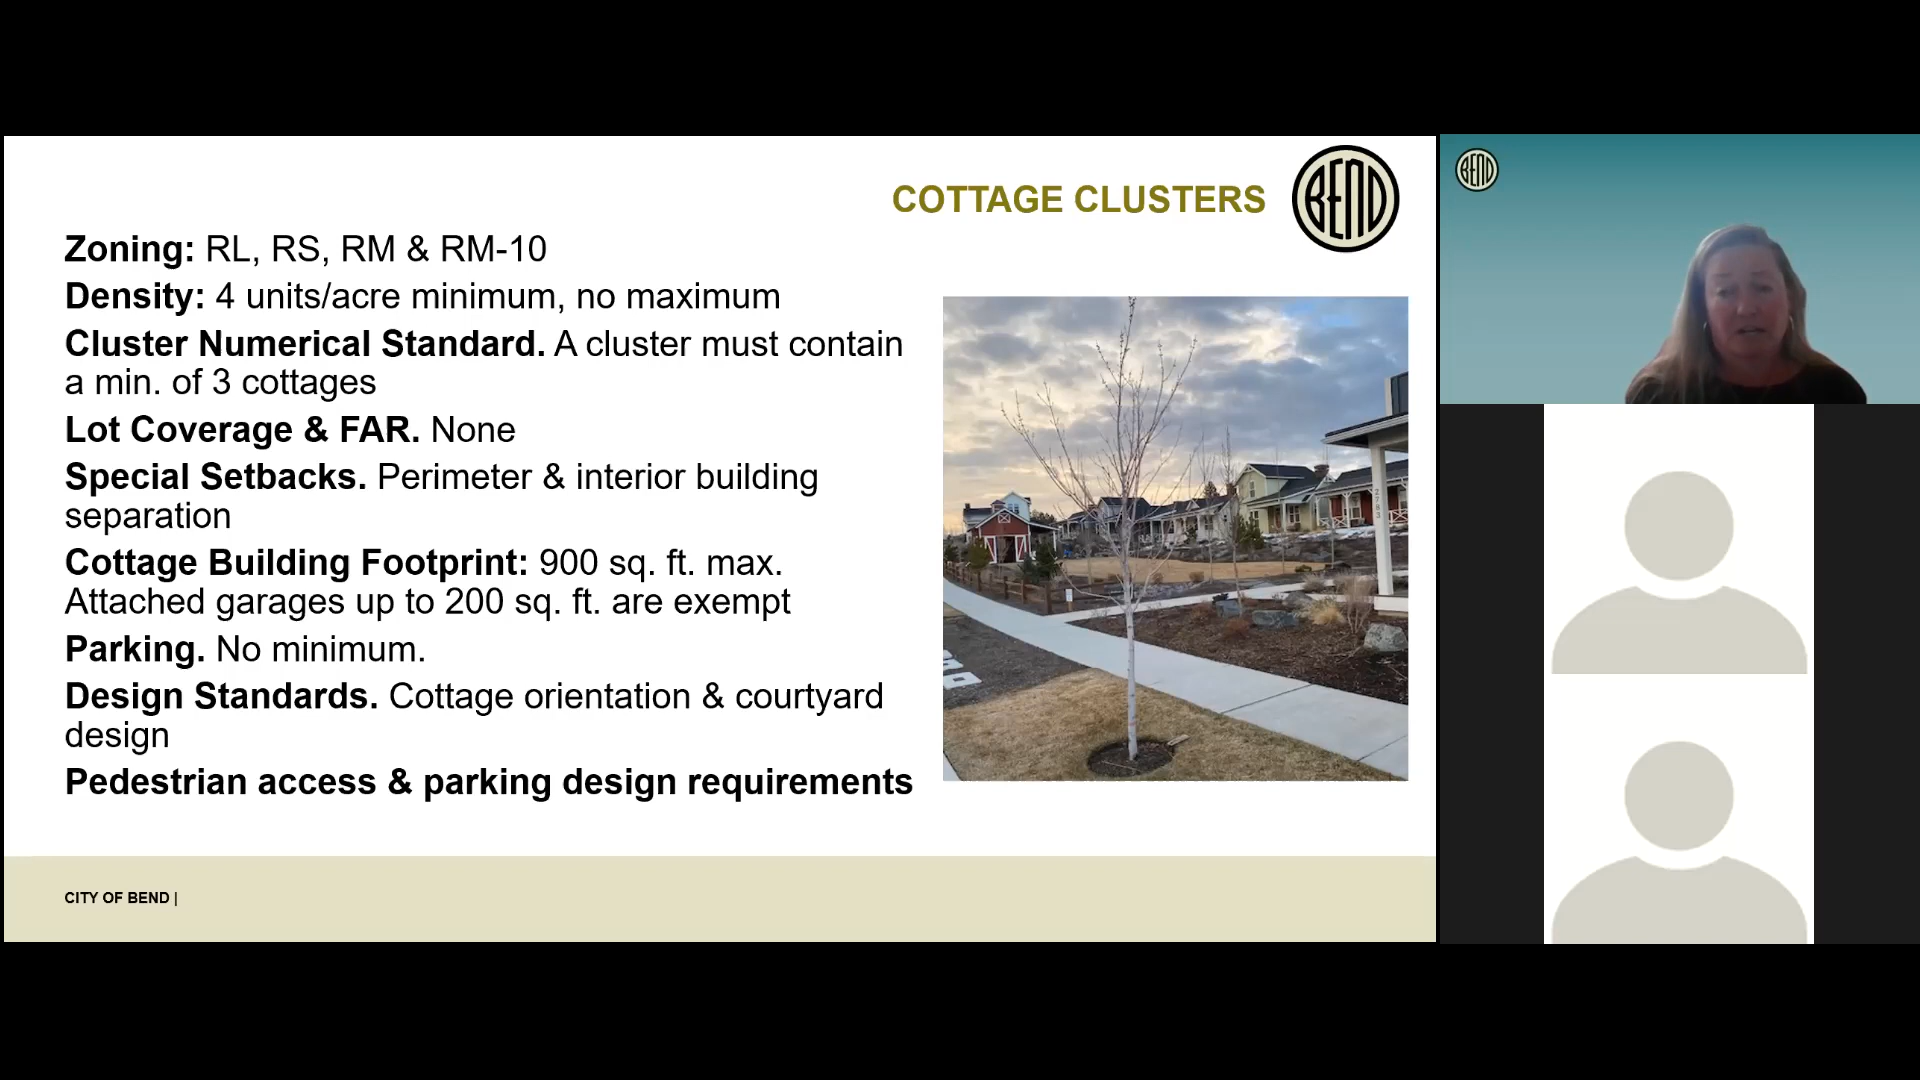 COTTAGE CLUSTERS
BEND
Zoning: RL, RS, RM & RM-10
Density: 4 units/acre minimum, no maximum
Cluster Numerical Standard. A cluster must contain
a min. of 3 cottages
Lot Coverage & FAR. None
Special Setbacks. Perimeter & interior building
separation
Cottage Building Footprint: 900 sq. ft. max.
Attached garages up to 200 sq. ft. are exempt
Parking. No minimum.
Design Standards. Cottage orientation & courtyard
design
Pedestrian access & parking design requirements
2783
CITY OF BEND |
BEND